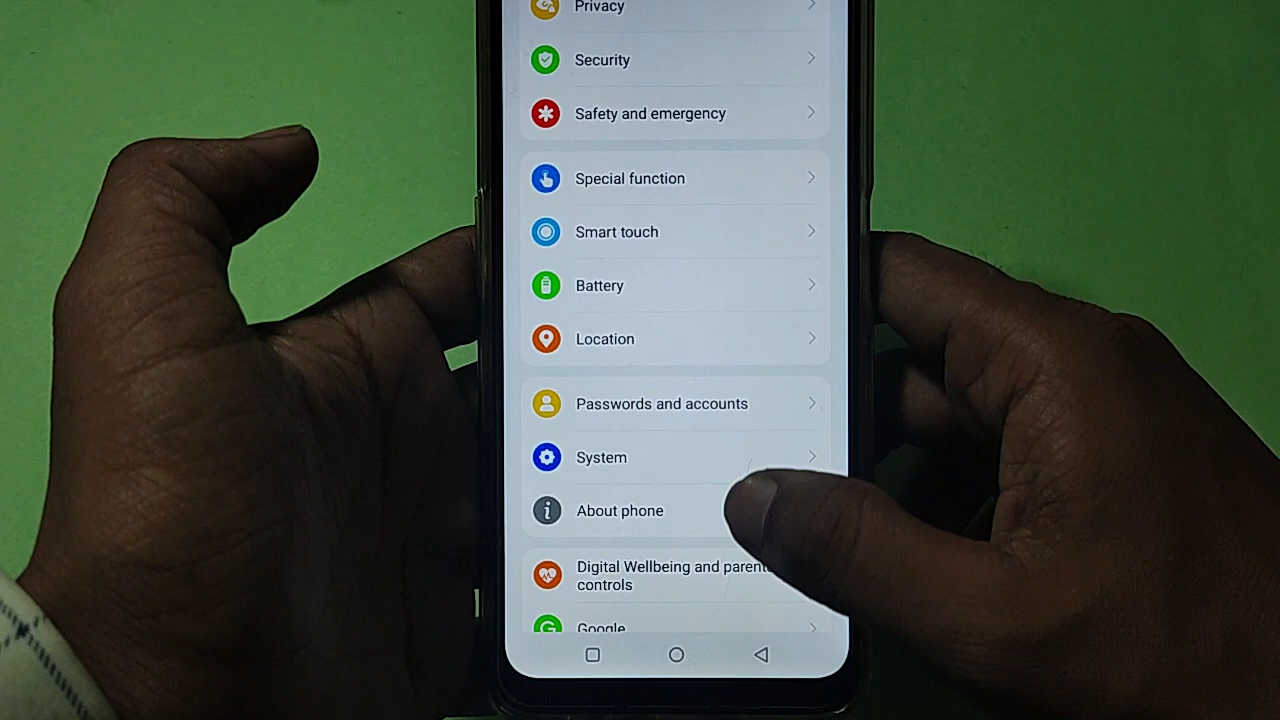 Privacy
Security
Safety and emergency
Special function
Smart touch
Battery
Location
Passwords and accounts
System
About phone
Digital Wellbeing and parent
controls
Google